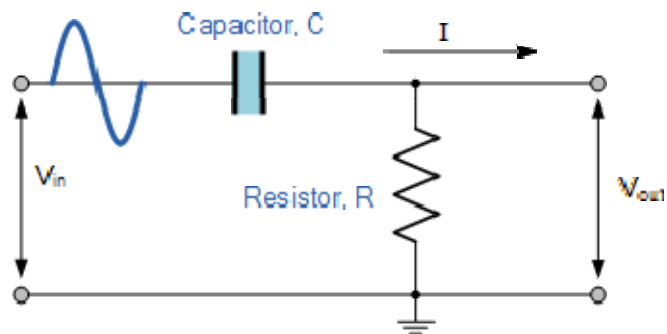 Capacitor, C
I
Vin
Resistor, R
Vout